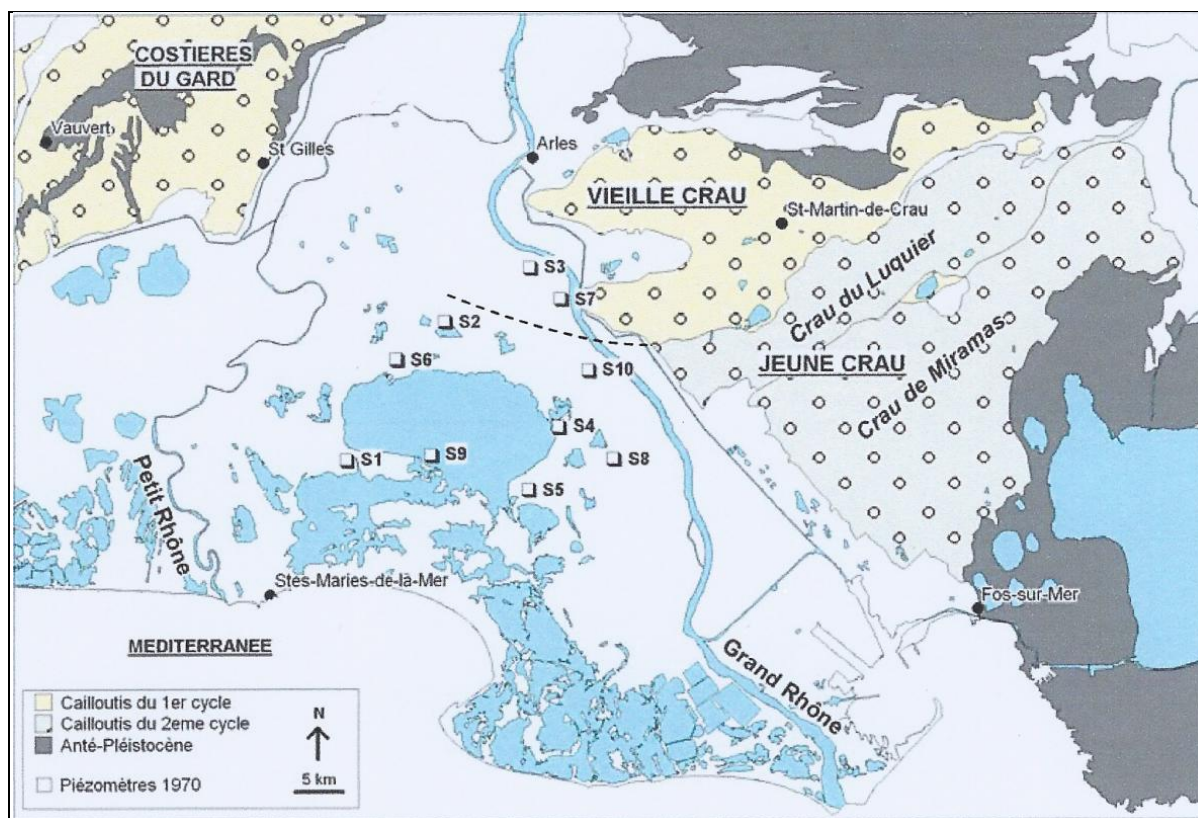 COSTIERES
DU GARD
Vauvert
St Gilles
Arles
VIEILLE CRAU
St-Martin-de-Crau
S3
S7
S2
Crau du Luquier
S6
S10
JEUNE CRAU
Crau de Miramas
S4
S1
S9
S8
S5
Petit Rhône
Stes-Maries-de-la-Mer
Fos-sur-Mer
MEDITERRANEE
Grand Rhône
Cailloutis du 1er cycle
Cailloutis du 2eme cycle
Anté-Pléistocène
Piézomètres 1970
N
5 km